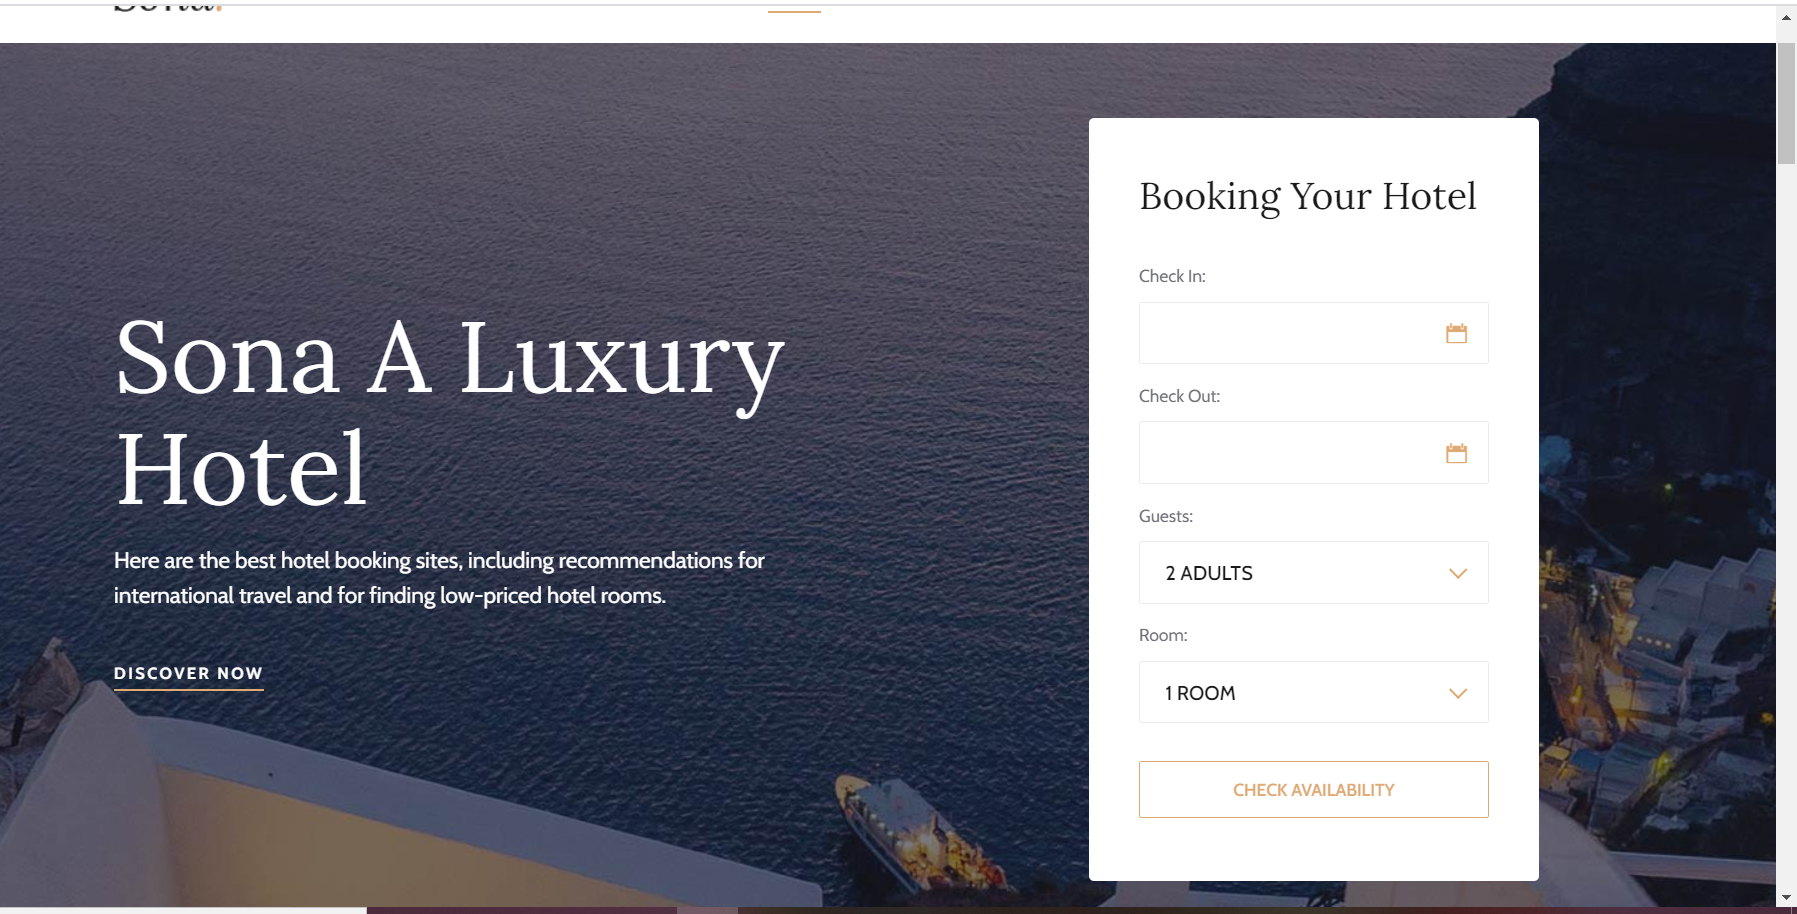 Sona.
Sona A Luxury
Hotel
Here are the best hotel booking sites, including recommendations for
international travel and for finding low-priced hotel rooms.
DISCOVER NOW
Booking Your Hotel
Check In:
Check Out:
Guests:
2 ADULTS
Room:
1 ROOM
CHECK AVAILABILITY